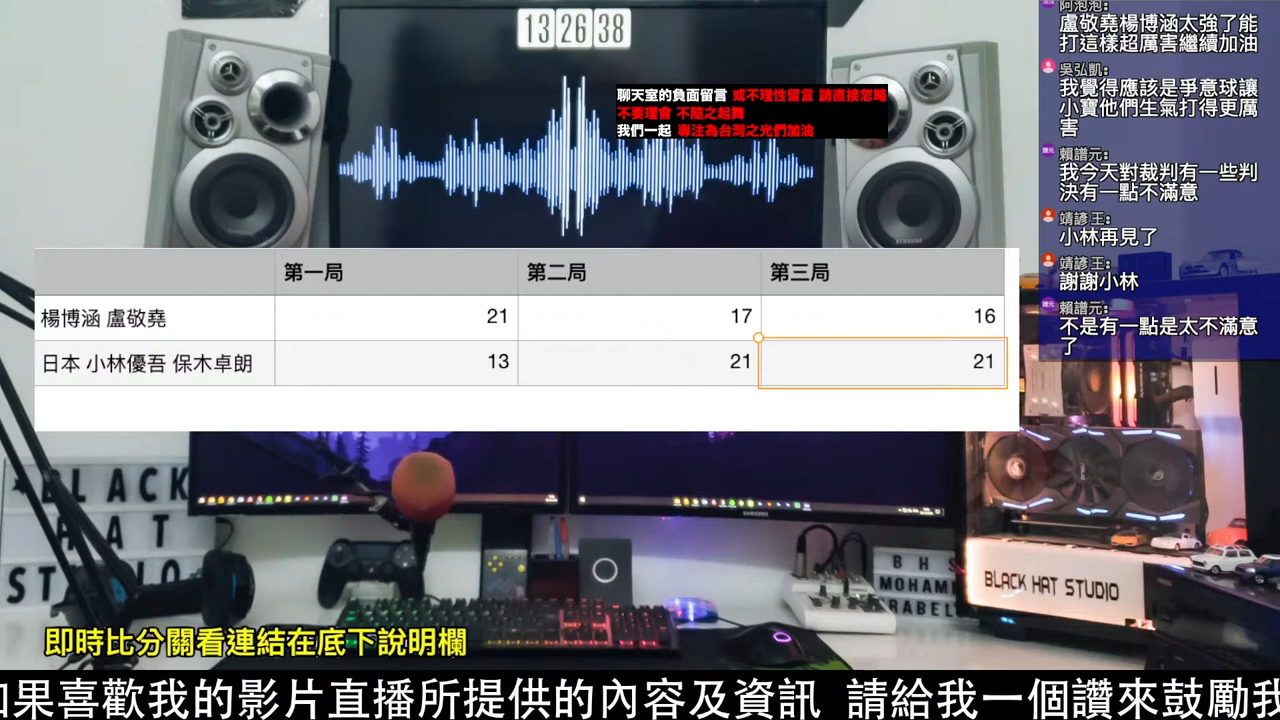 13 26 38
聊天室的負面留言 或不理性留言 請直接忽略
不要理會 不隨之起舞
我們一起 專注為台灣之光們加油
阿泡泡:
盧敬堯楊博涵太強了能
打這樣超厲害繼續加油
吳弘凱:
我覺得應該是爭意球讓
小寶他們生氣打得更厲
害
賴譜元:
我今天對裁判有一些判
決有一點不滿意
靖諺 王:
小林再見了
靖諺 王:
謝謝小林
賴譜元:
不是有一點是太不滿意
了
第一局 第二局 第三局
楊博涵 盧敬堯 21 17 16
日本 小林優吾 保木卓朗 13 21 21
BLACK
HAT
STUDIO
SAMSUNG
BHS
MOHAM
ARABEL
BLACK HAT STUDIO
即時比分關看連結在底下說明欄
如果喜歡我的影片直播所提供的內容及資訊 請給我一個讚來鼓勵我